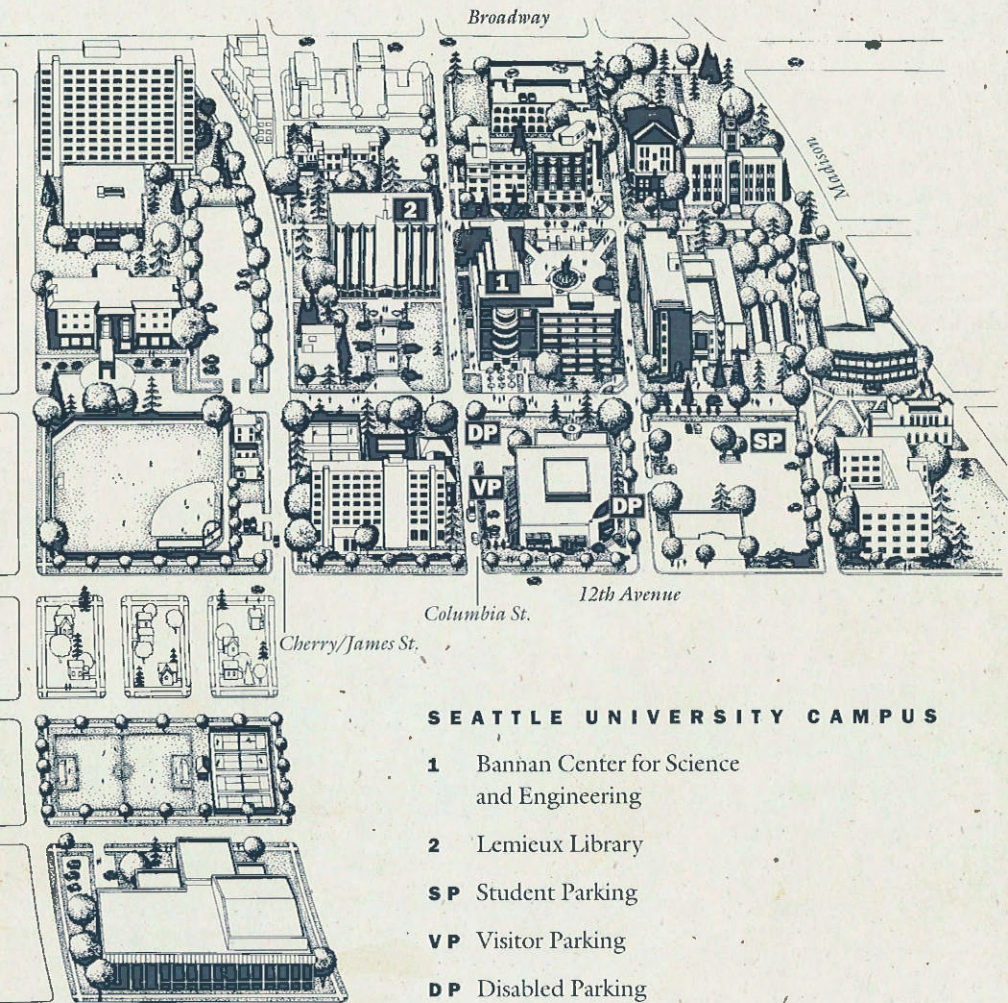 Broadway
Madison
2
1
DP
SP
VP
DP
12th Avenue
Columbia St.
Cherry/James St.
SEATTLE UNIVERSITY CAMPUS
1 Bannan Center for Science
and Engineering
2 Lemieux Library
SP Student Parking
VP Visitor Parking
DP Disabled Parking